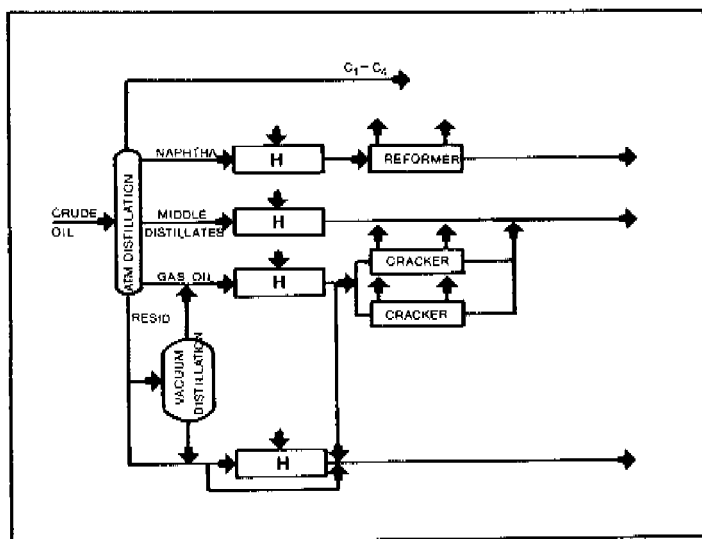 C₁-C₄
NAPHTHA
H
REFORMER
CRUDE
OIL
ATM DISTILLATION
MIDDLE
DISTILLATES
H
GAS OIL
H
CRACKER
CRACKER
RESID
VACUUM
DISTILLATION
H